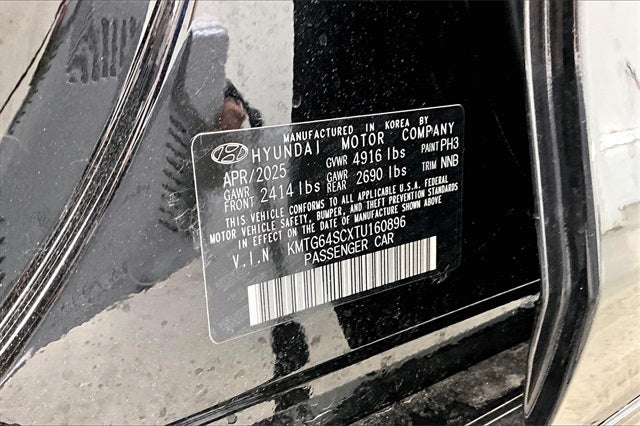 MANUFACTURED IN KOREA BY
HYUNDAI MOTOR COMPANY
APR/2025 GVWR 4916 lbs PAINT PH3
GAWR FRONT 2414 lbs GAWR REAR 2690 lbs TRIM NNB
THIS VEHICLE CONFORMS TO ALL APPLICABLE U.S.A. FEDERAL
MOTOR VEHICLE SAFETY, BUMPER, AND THEFT PREVENTION STANDARDS
IN EFFECT ON THE DATE OF MANUFACTURE SHOWN ABOVE
V.I.N KMTG64SCXTU160896
PASSENGER CAR